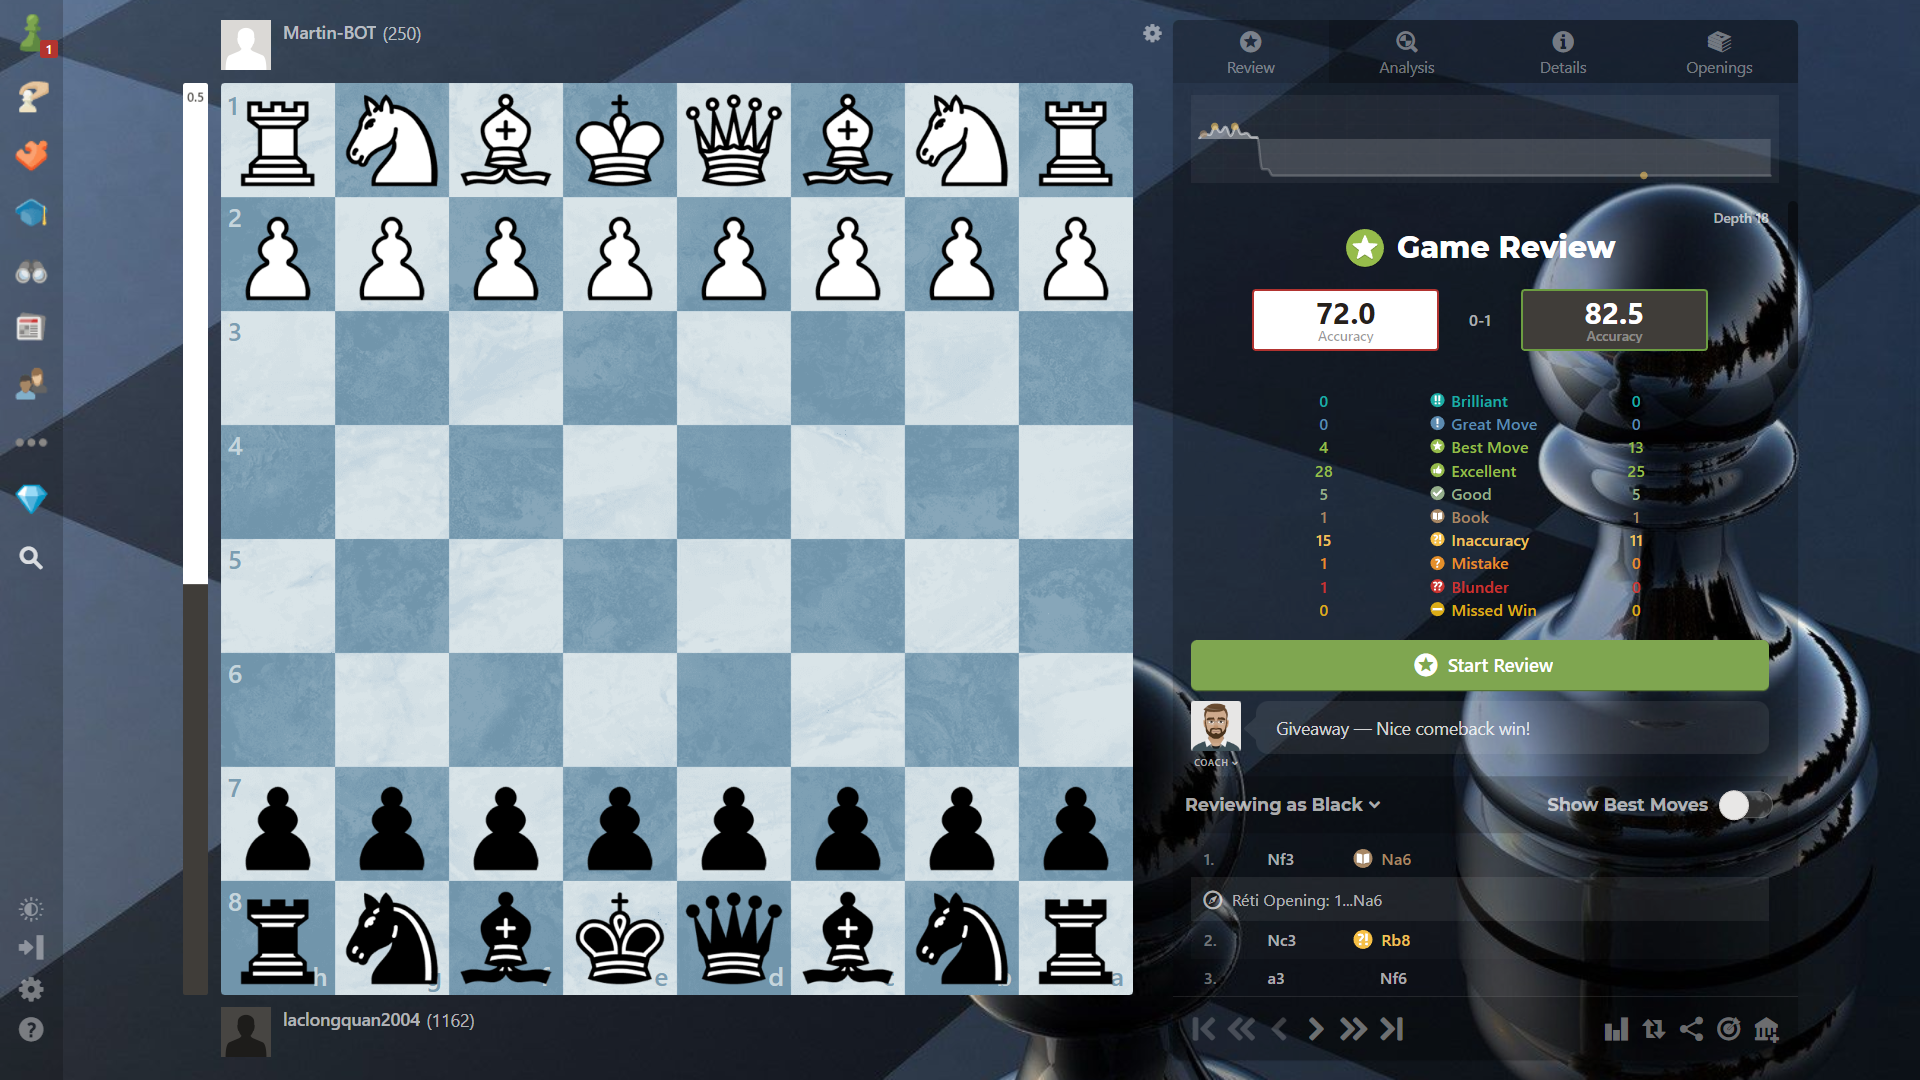 1
Martin-BOT (250)
0.5
1
2
3
4
5
6
7
8
h
g
f
e
d
c
b
a
laclongquan2004 (1162)
Review
Analysis
Details
Openings
Depth 18
Game Review
72.0
Accuracy
0-1
82.5
Accuracy
0 Brilliant 0
0 Great Move 0
4 Best Move 13
28 Excellent 25
5 Good 5
1 Book 1
15 Inaccuracy 11
1 Mistake 0
1 Blunder 0
0 Missed Win 0
Start Review
Giveaway — Nice comeback win!
COACH
Reviewing as Black
Show Best Moves
1. Nf3 Na6
Réti Opening: 1...Na6
2. Nc3 Rb8
3. a3 Nf6